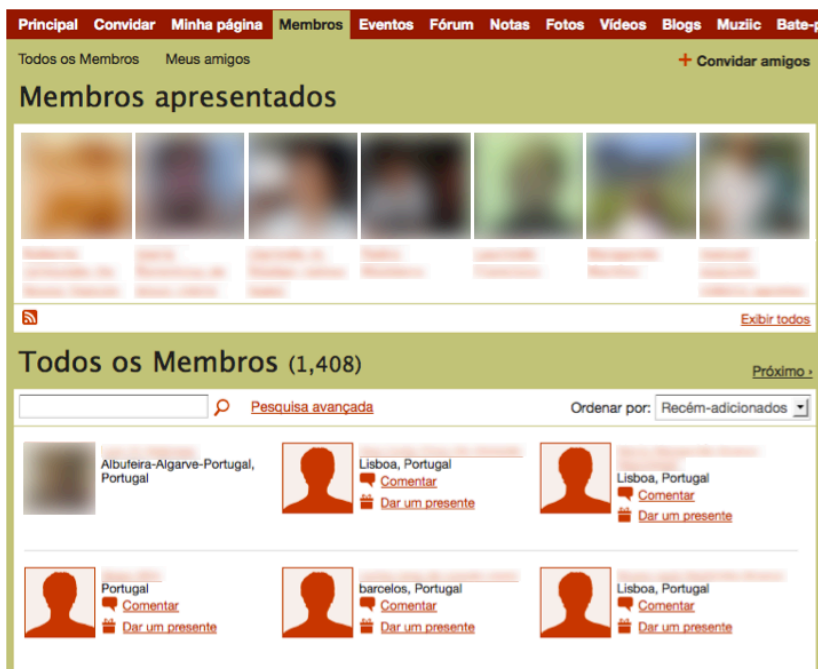 Principal Convidar Minha página Membros Eventos Fórum Notas Fotos Vídeos Blogs Muziic Bate-p
Todos os Membros Meus amigos + Convidar amigos
Membros apresentados
Exibir todos
Todos os Membros (1,408)
Próximo ›
Pesquisa avançada Ordenar por: Recém-adicionados
Albufeira-Algarve-Portugal,
Portugal
Lisboa, Portugal
Comentar
Dar um presente
Lisboa, Portugal
Comentar
Dar um presente
Portugal
Comentar
Dar um presente
barcelos, Portugal
Comentar
Dar um presente
Lisboa, Portugal
Comentar
Dar um presente